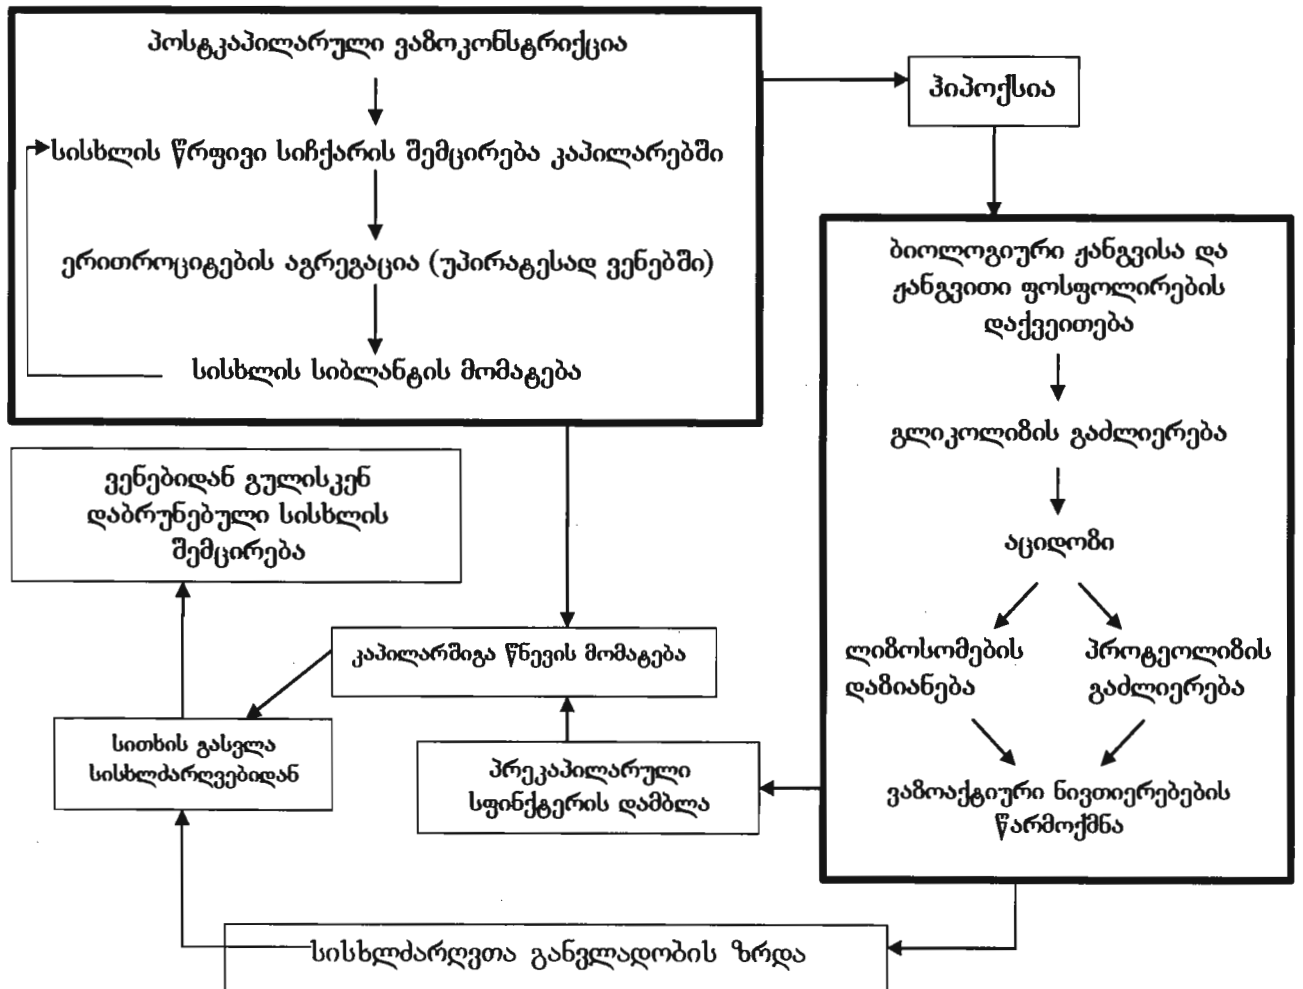 პოსტკაპილარული ვაზოკონსტრიქცია
სისხლის წრფივი სიჩქარის შემცირება კაპილარებში
ერითროციტების აგრეგაცია (უპირატესად ვენებში)
სისხლის სიბლანტის მომატება
ჰიპოქსია
ბიოლოგიური ჟანგვისა და
ჟანგვითი ფოსფოლირების
დაქვეითება
გლიკოლიზის გაძლიერება
აციდოზი
ლიზოსომების
დაზიანება
პროტეოლიზის
გაძლიერება
ვაზოაქტიური ნივთიერებების
წარმოქმნა
ვენებიდან გულისკენ
დაბრუნებული სისხლის
შემცირება
კაპილარშიგა წნევის მომატება
სითხის გასვლა
სისხლძარღვებიდან
პრეკაპილარული
სფინქტერის დამბლა
სისხლძარღვთა განვლადობის ზრდა